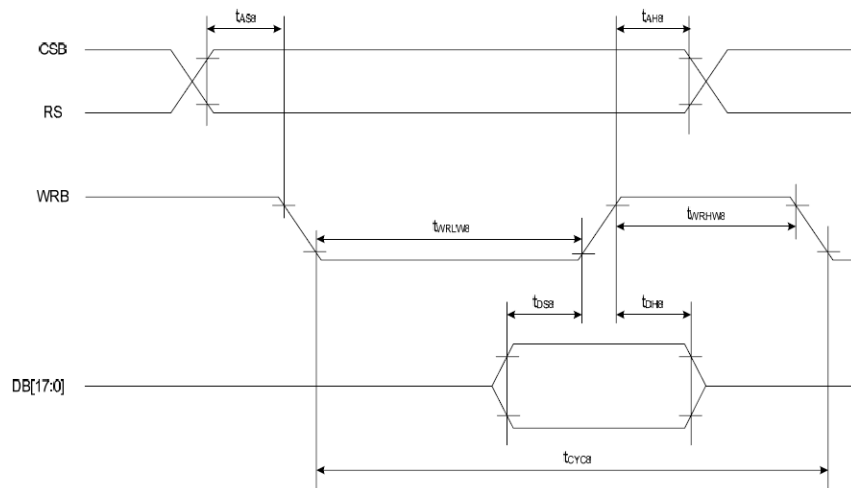 tAS8
tAH8
CSB
RS
WRB
tWRLW8
tWRHW8
tDS8
tDH8
DB[17:0]
tCYC8